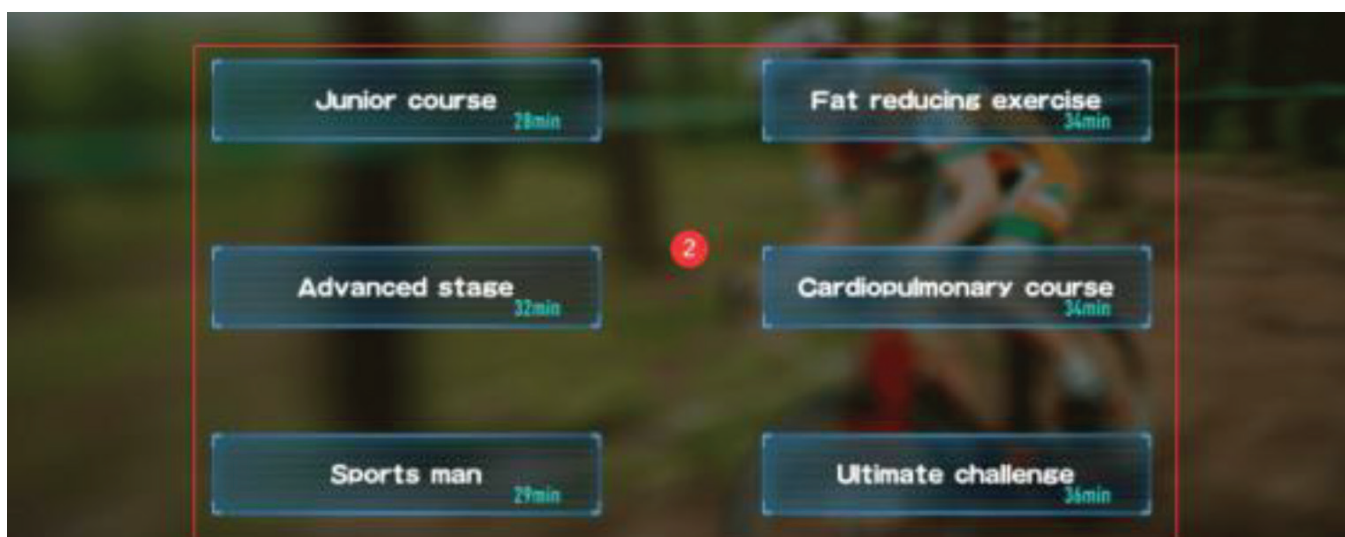 Junior course
28min
Fat reducing exercise
34min
2
Advanced stage
32min
Cardiopulmonary course
34min
Sports man
29min
Ultimate challenge
36min